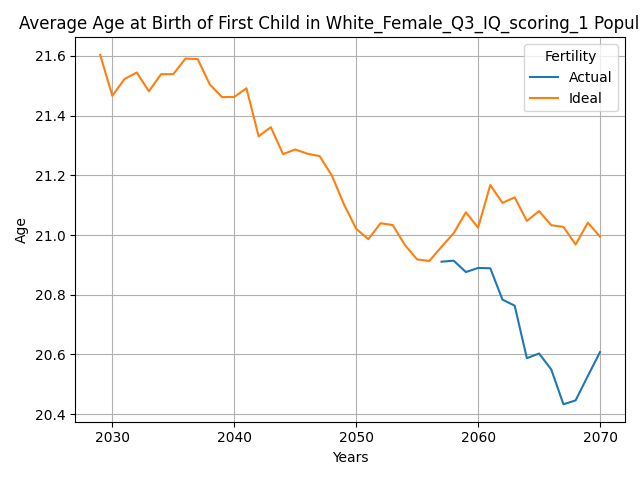 Average Age at Birth of First Child in White_Female_Q3_IQ_scoring_1 Popul
21.6
21.4
21.2
21.0
20.8
20.6
20.4
Age
Fertility
Actual
Ideal
2030 2040 2050 2060 2070
Years